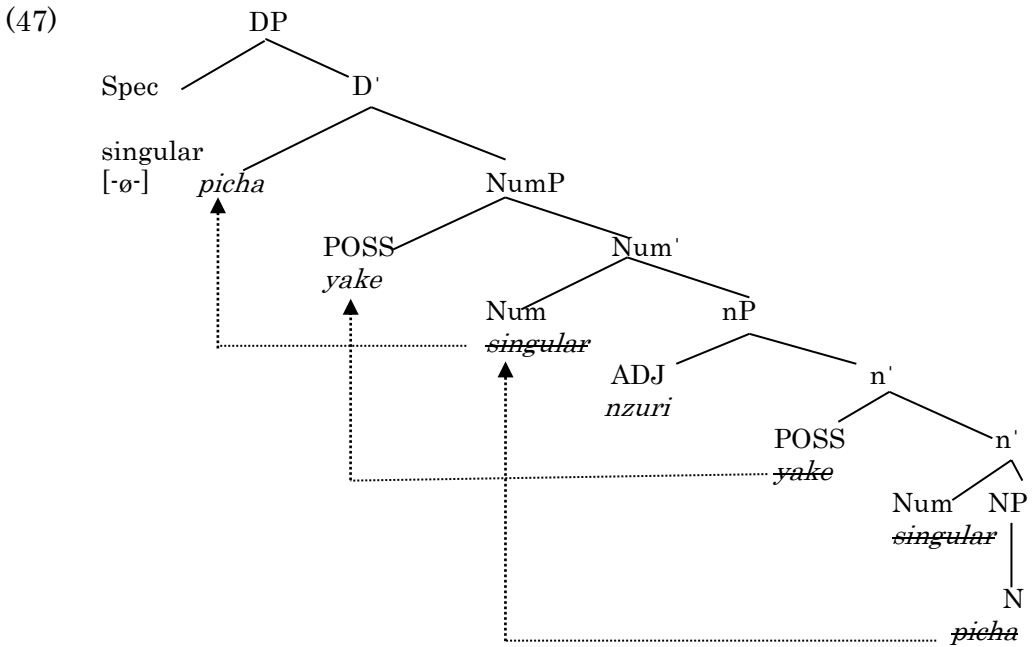 (47)
DP
Spec
D'
singular
[-ø-] picha
NumP
POSS
yake
Num'
Num
singular
nP
ADJ
nzuri
n'
POSS
yake
n'
Num NP
singular
N
picha